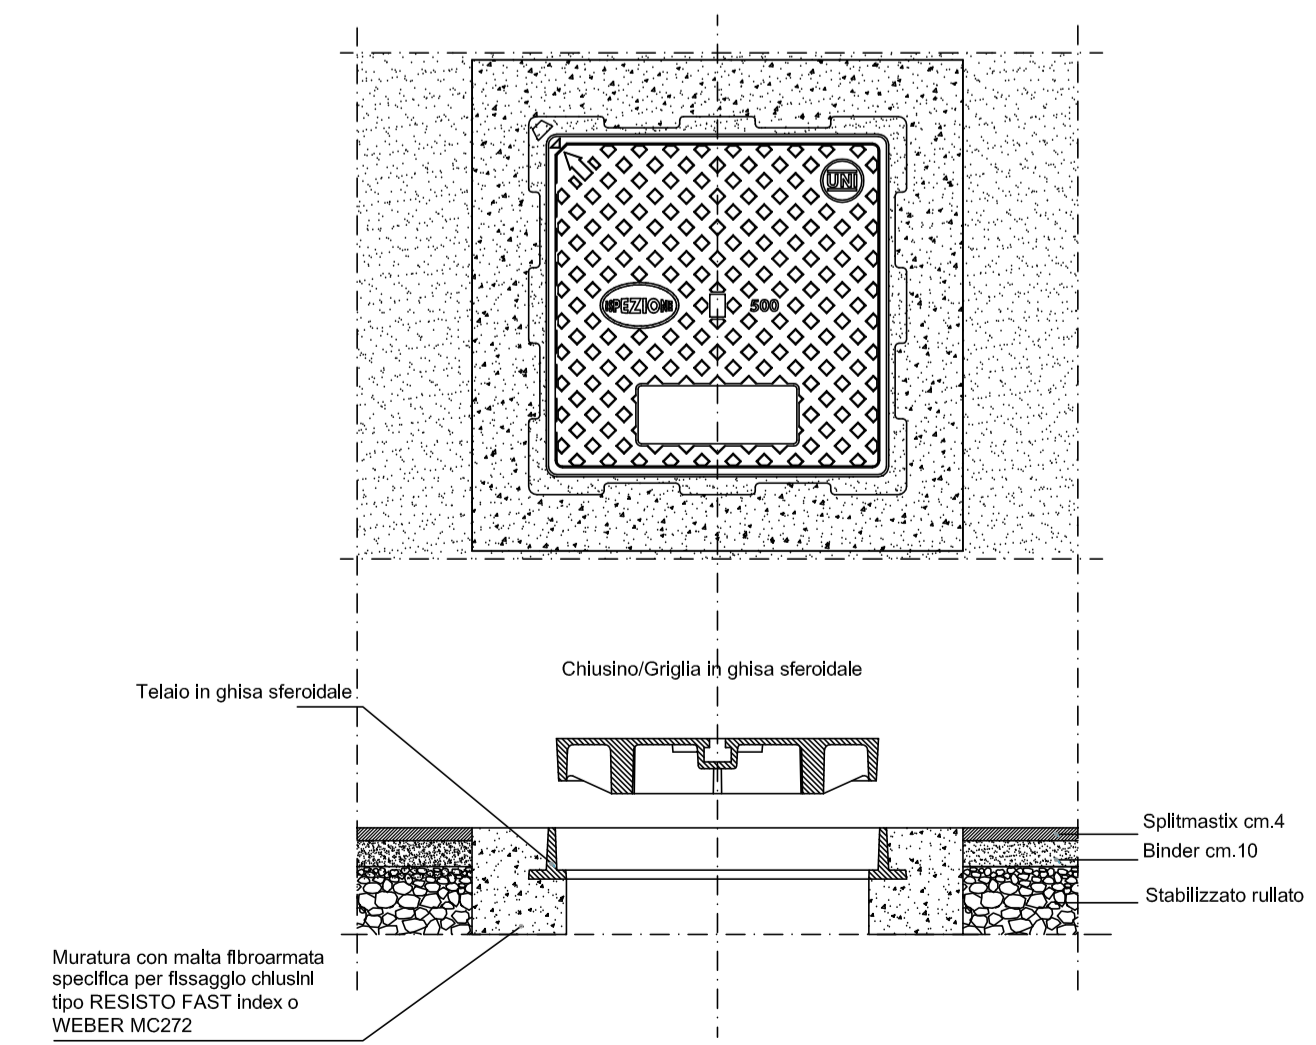 UNI
ISPEZIONE
500
Chiusino/Griglia in ghisa sferoidale
Telaio in ghisa sferoidale
Splitmastix cm.4
Binder cm.10
Stabilizzato rullato
Muratura con malta fibroarmata
specifica per fissaggio chiusini
tipo RESISTO FAST index o
WEBER MC272